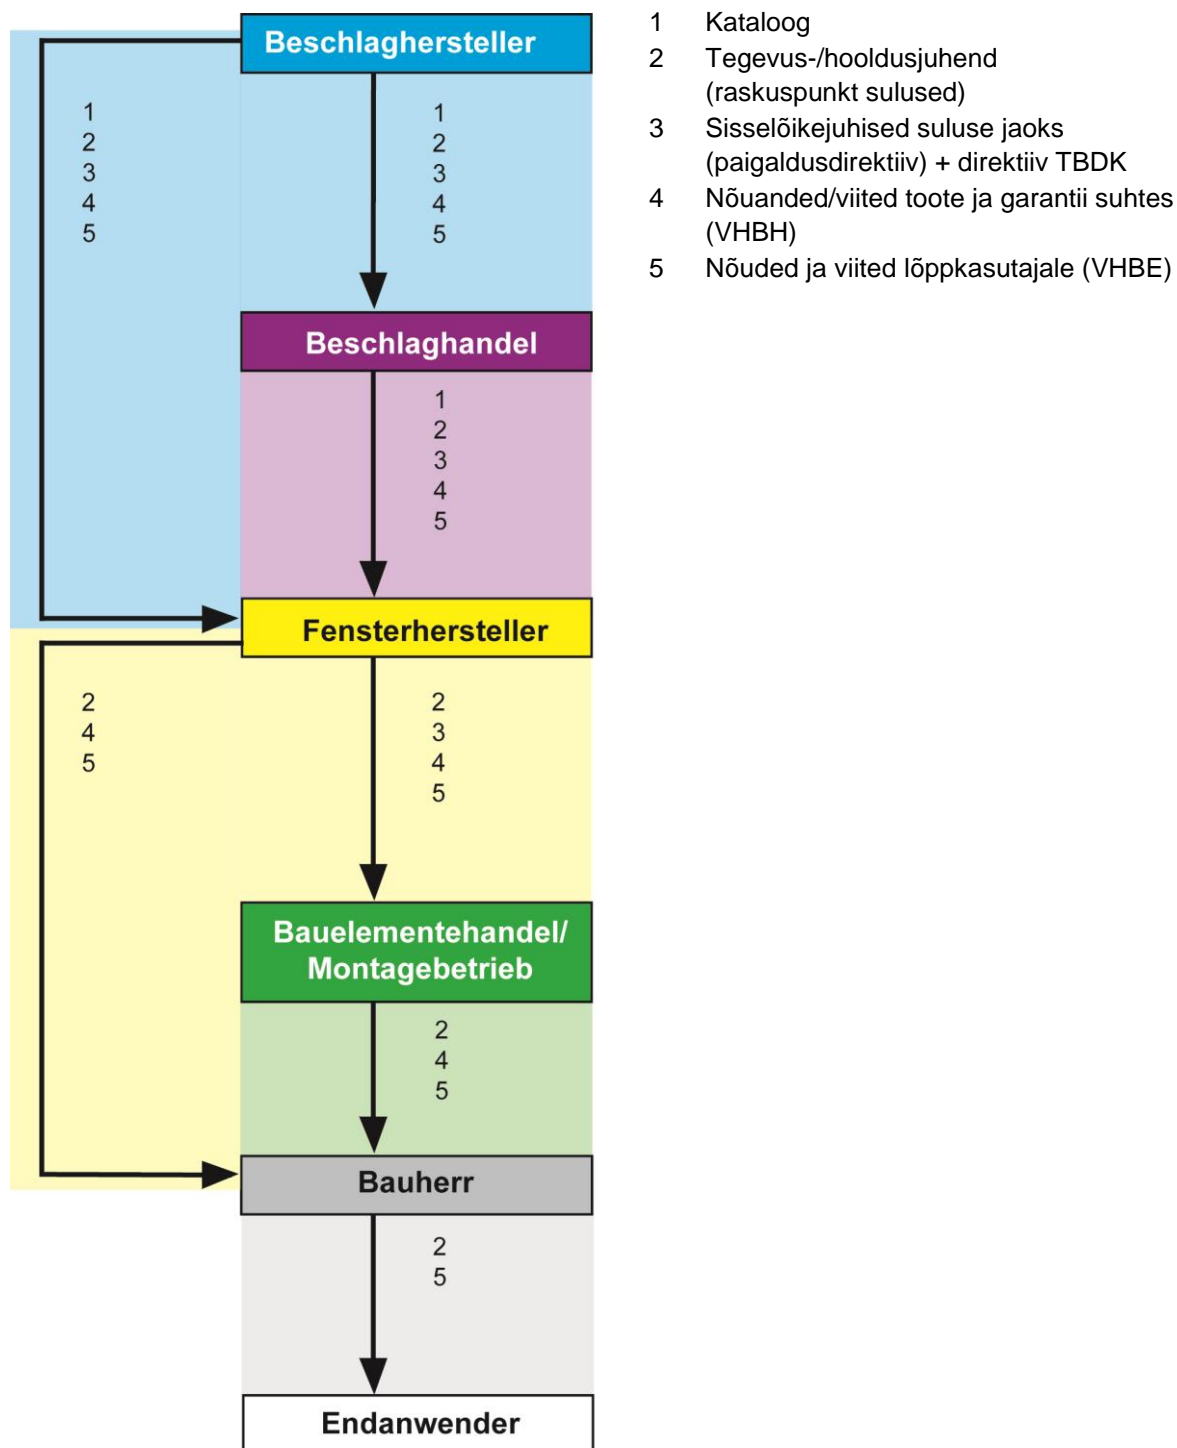 Beschlaghersteller
1
2
3
4
5
1
2
3
4
5
Beschlaghandel
1
2
3
4
5
Fensterhersteller
2
4
5
2
3
4
5
Bauelementehandel/
Montagebetrieb
2
4
5
Bauherr
2
5
Endanwender
1 Kataloog
2 Tegevus-/hooldusjuhend
(raskuspunkt sulused)
3 Sisselõikejuhised suluse jaoks
(paigaldusdirektiiv) + direktiiv TBDK
4 Nõuanded/viited toote ja garantii suhtes
(VHBH)
5 Nõuded ja viited lõppkasutajale (VHBE)